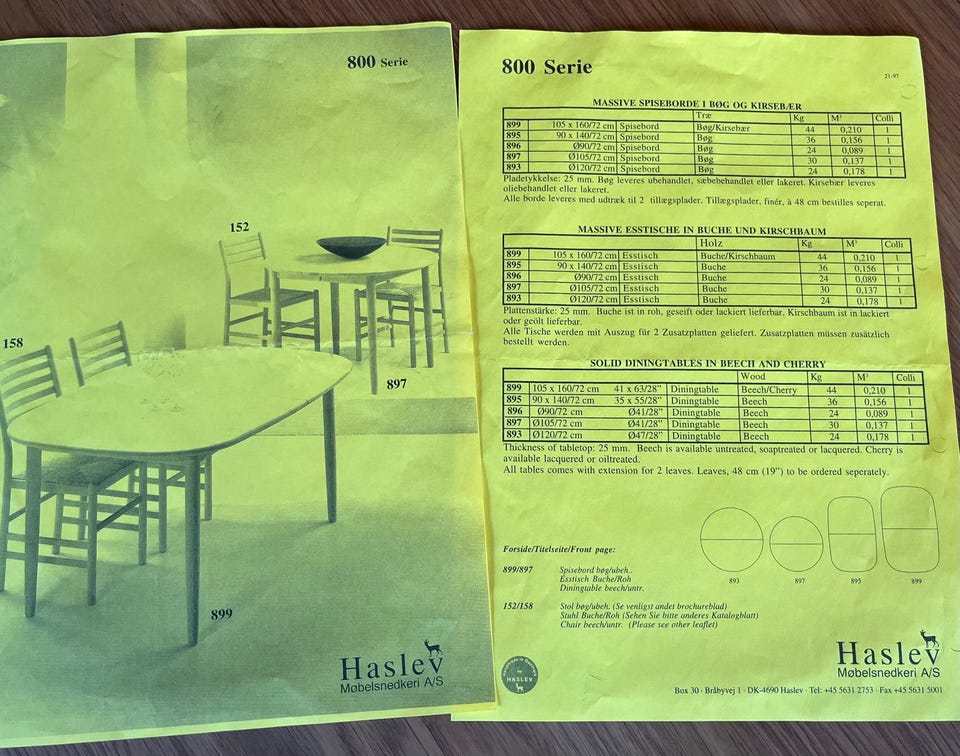 800 Serie
152
158
897
899
Haslev
Møbelsnedkeri A/S
800 Serie
21-97
MASSIVE SPISEBORDE I BØG OG KIRSEBÆR
Træ Kg M³ Colli
899 105 x 160/72 cm Spisebord Bøg/Kirsebær 44 0,210 1
895 90 x 140/72 cm Spisebord Bøg 36 0,156 1
896 Ø90/72 cm Spisebord Bøg 24 0,089 1
897 Ø105/72 cm Spisebord Bøg 30 0,137 1
893 Ø120/72 cm Spisebord Bøg 24 0,178 1
Pladetykkelse: 25 mm. Bøg leveres ubehandlet, sæbebehandlet eller lakeret. Kirsebær leveres
oliebehandlet eller lakeret.
Alle borde leveres med udtræk til 2 tillægsplader. Tillægsplader, finér, à 48 cm bestilles seperat.
MASSIVE ESSTISCHE IN BUCHE UND KIRSCHBAUM
Holz Kg M³ Colli
899 105 x 160/72 cm Esstisch Buche/Kirschbaum 44 0,210 1
895 90 x 140/72 cm Esstisch Buche 36 0,156 1
896 Ø90/72 cm Esstisch Buche 24 0,089 1
897 Ø105/72 cm Esstisch Buche 30 0,137 1
893 Ø120/72 cm Esstisch Buche 24 0,178 1
Plattenstärke: 25 mm. Buche ist in roh, geseift oder lackiert lieferbar. Kirschbaum ist in lackiert
oder geölt lieferbar.
Alle Tische werden mit Auszug für 2 Zusatzplatten geliefert. Zusatzplatten müssen zusätzlich
bestellt werden.
SOLID DININGTABLES IN BEECH AND CHERRY
Wood Kg M³ Colli
899 105 x 160/72 cm 41 x 63/28" Diningtable Beech/Cherry 44 0,210 1
895 90 x 140/72 cm 35 x 55/28" Diningtable Beech 36 0,156 1
896 Ø90/72 cm Ø41/28" Diningtable Beech 24 0,089 1
897 Ø105/72 cm Ø41/28" Diningtable Beech 30 0,137 1
893 Ø120/72 cm Ø47/28" Diningtable Beech 24 0,178 1
Thickness of tabletop: 25 mm. Beech is available untreated, soaptreated or lacquered. Cherry is
available lacquered or oiltreated.
All tables comes with extension for 2 leaves. Leaves, 48 cm (19") to be ordered seperately.
893 897 895 899
Forside/Titelseite/Front page:
899/897 Spisebord bøg/ubeh..
Esstisch Buche/Roh
Diningtable beech/untr.
152/158 Stol bøg/ubeh. (Se venligst andet brochureblad)
Stuhl Buche/Roh (Sehen Sie bitte anderes Katalogblatt)
Chair beech/untr. (Please see other leaflet)
HASLEV
Haslev
Møbelsnedkeri A/S
Box 30 · Bråbyvej 1 · DK-4690 Haslev · Tel: +45 5631 2753 · Fax +45 5631 5001